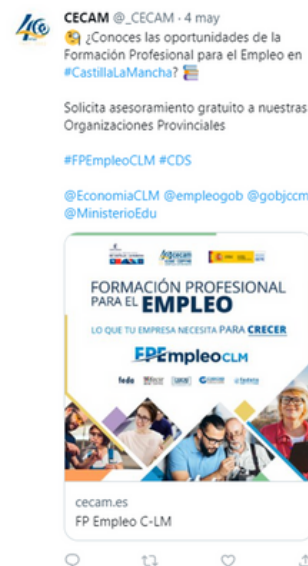 CECAM @_CECAM · 4 may
¿Conoces las oportunidades de la
Formación Profesional para el Empleo en
#CastillaLaMancha?
Solicita asesoramiento gratuito a nuestras
Organizaciones Provinciales
#FPEmpleoCLM #CDS
@EconomiaCLM @empleogob @gobjccm
@MinisterioEdu
cecam
FORMACIÓN PROFESIONAL
PARA EL EMPLEO
LO QUE TU EMPRESA NECESITA PARA CRECER
FPEmpleoCLM
feda
cecam.es
FP Empleo C-LM